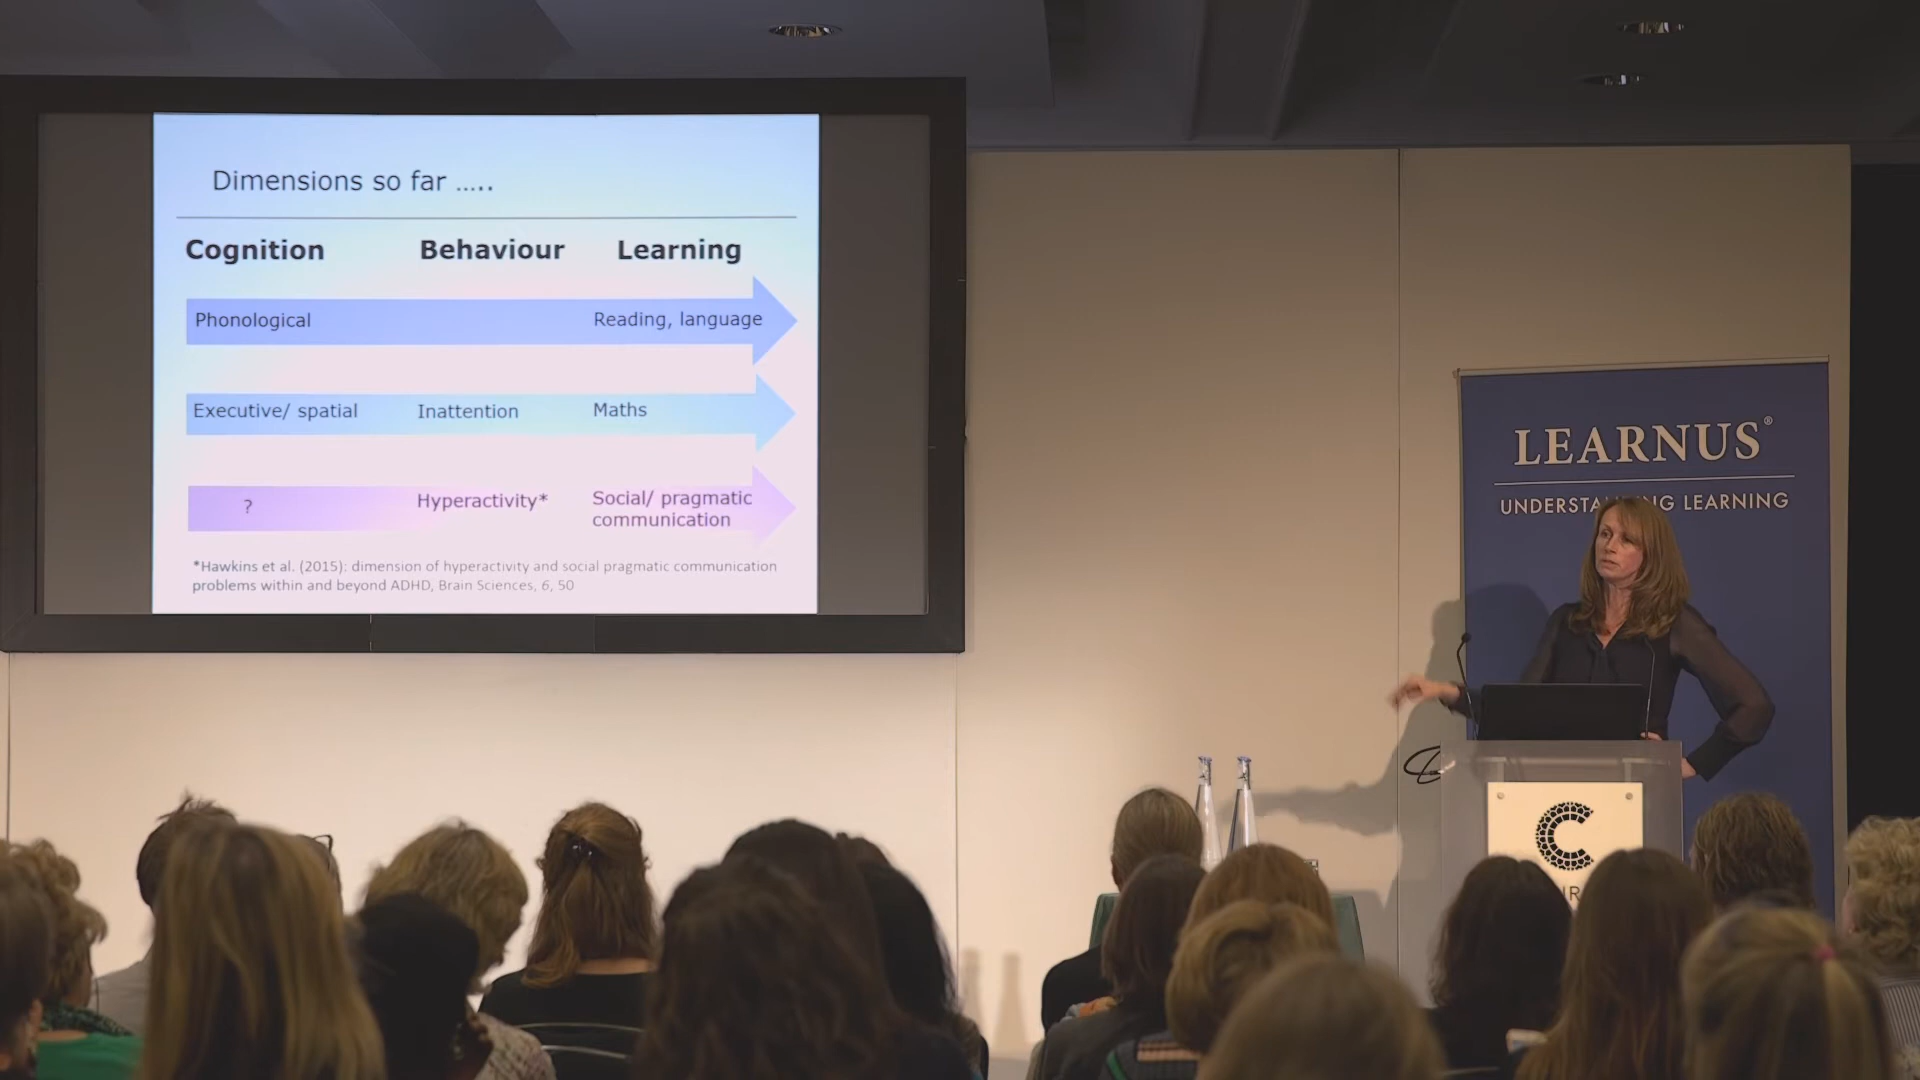 Dimensions so far .....
Cognition Behaviour Learning
Phonological Reading, language
Executive/ spatial Inattention Maths
? Hyperactivity* Social/ pragmatic
communication
*Hawkins et al. (2015): dimension of hyperactivity and social pragmatic communication
problems within and beyond ADHD, Brain Sciences, 6, 50
LEARNUS®
LEARNING
C